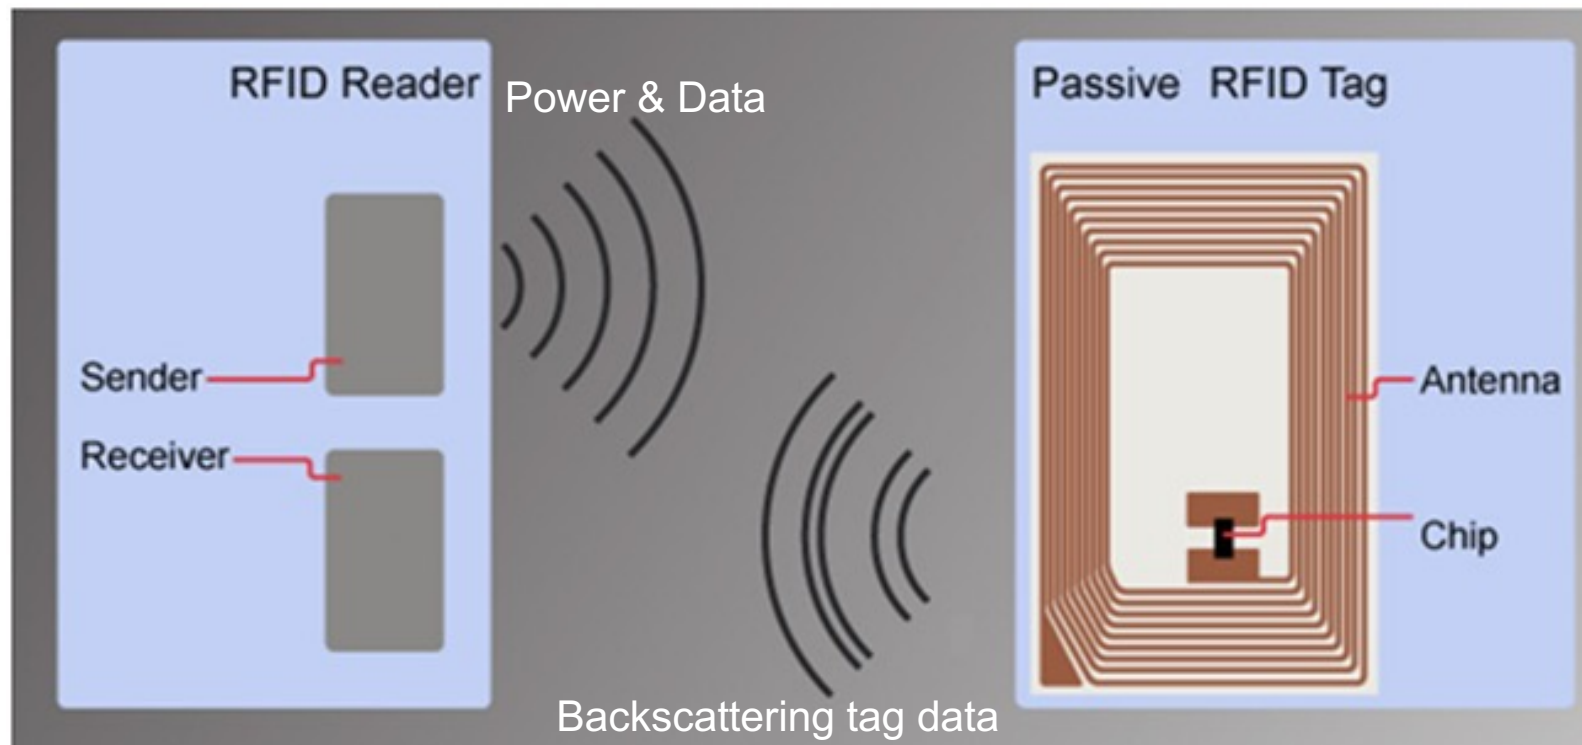 RFID Reader
Power & Data
Passive RFID Tag
Sender
Receiver
Antenna
Chip
Backscattering tag data